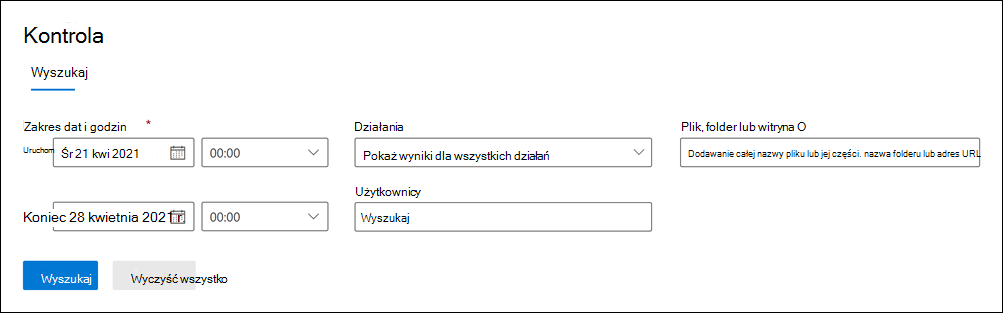 Kontrola
Wyszukaj
Zakres dat i godzin *
Uruchom Śr 21 kwi 2021 00:00
Koniec 28 kwietnia 2021 r. 00:00
Działania
Pokaż wyniki dla wszystkich działań
Użytkownicy
Wyszukaj
Plik, folder lub witryna O
Dodawanie całej nazwy pliku lub jej części. nazwa folderu lub adres URL
Wyszukaj
Wyczyść wszystko